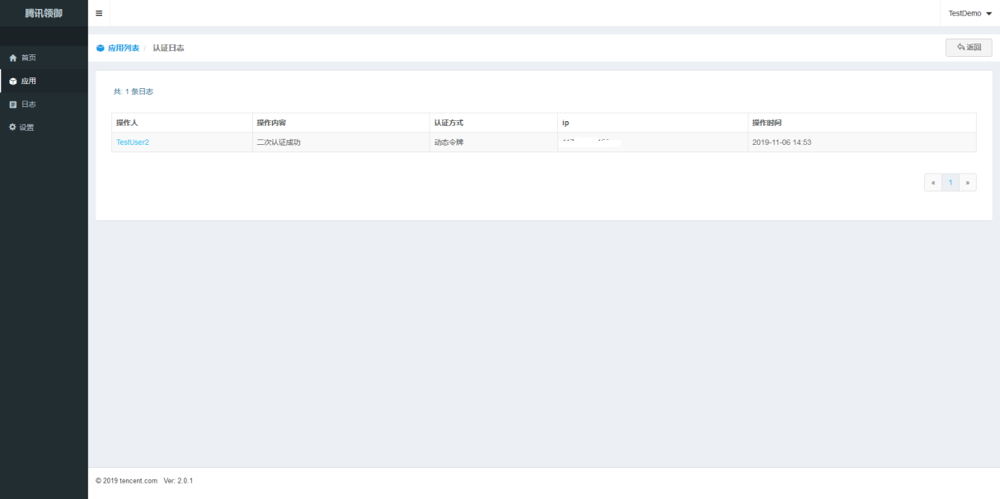 腾讯领御
TestDemo
首页
应用
日志
设置
应用列表 / 认证日志
返回
共: 1 条日志
操作人 操作内容 认证方式 ip 操作时间
TestUser2 二次认证成功 动态令牌 2019-11-06 14:53
« 1 »
© 2019 tencent.com Ver: 2.0.1